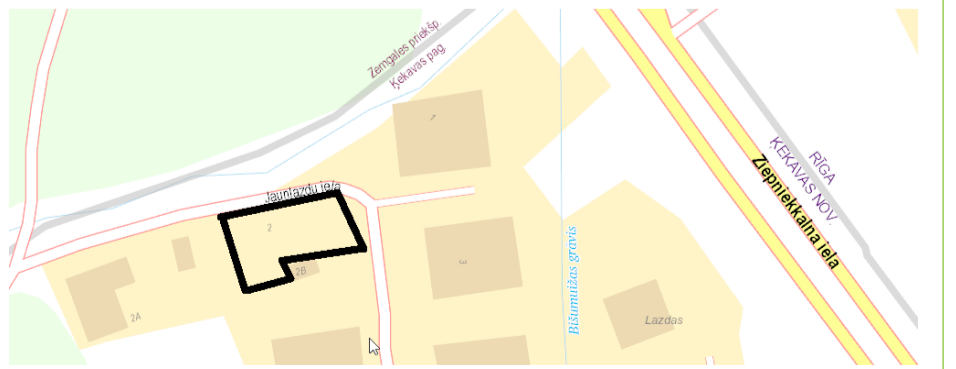 Zemgales priekšp.
Ķekavas pag.
7
RĪGA
ĶEKAVAS NOV.
Ziepniekkalna iela
Jaunlazdu iela
2
3
2B
Bišumuižas grāvis
2A
Lazdas